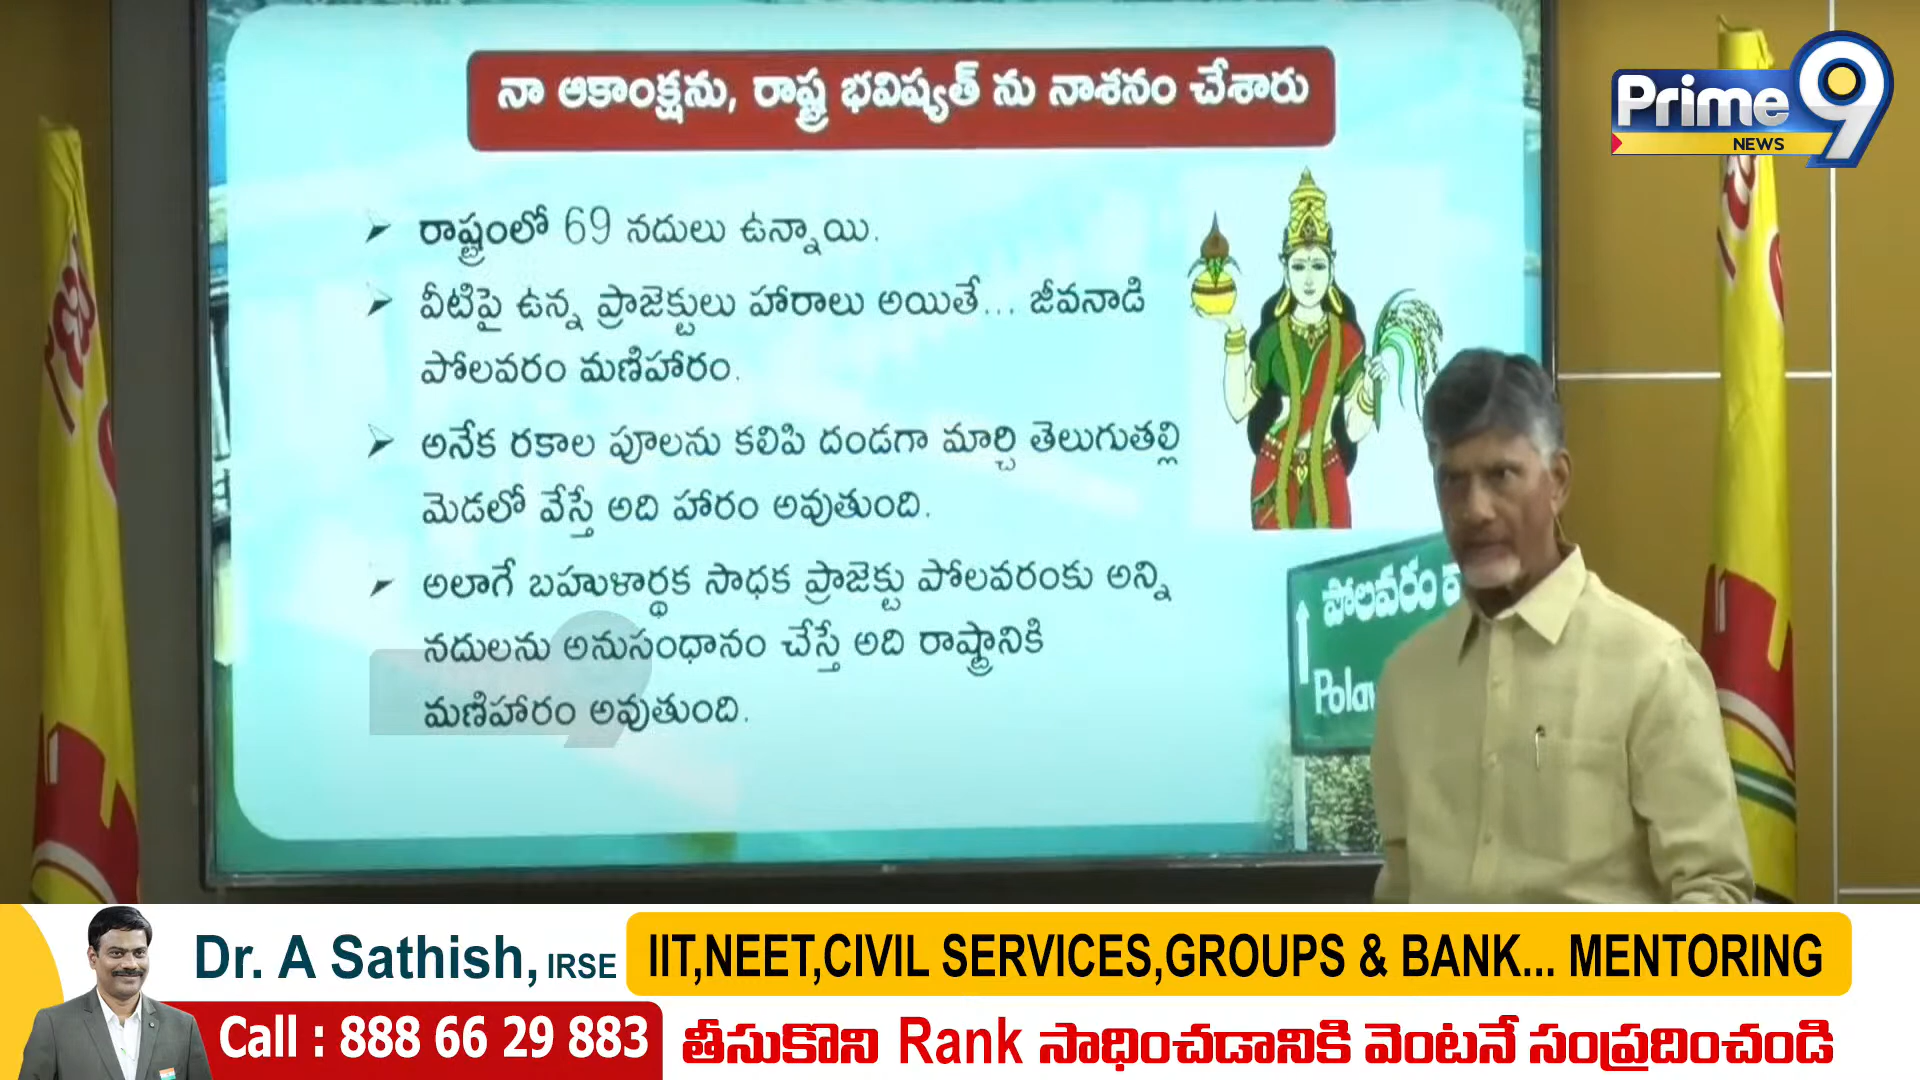 నా ఆకాంక్షను, రాష్ట్ర భవిష్యత్ ను నాశనం చేశారు
Prime9
NEWS
రాష్ట్రంలో 69 నదులు ఉన్నాయి.
వీటిపై ఉన్న ప్రాజెక్టులు హారాలు అయితే... జీవనాడి
పోలవరం మణిహారం.
అనేక రకాల పూలను కలిపి దండగా మార్చి తెలుగుతల్లి
మెడలో వేస్తే అది హారం అవుతుంది.
అలాగే బహుళార్థక సాధక ప్రాజెక్టు పోలవరంకు అన్ని
నదులను అనుసంధానం చేస్తే అది రాష్ట్రానికి
మణిహారం అవుతుంది.
పోలవరం
Dr. A Sathish, IRSE
IIT,NEET,CIVIL SERVICES,GROUPS & BANK... MENTORING
Call : 888 66 29 883
తీసుకొని Rank సాధించడానికి వెంటనే సంప్రదించండి